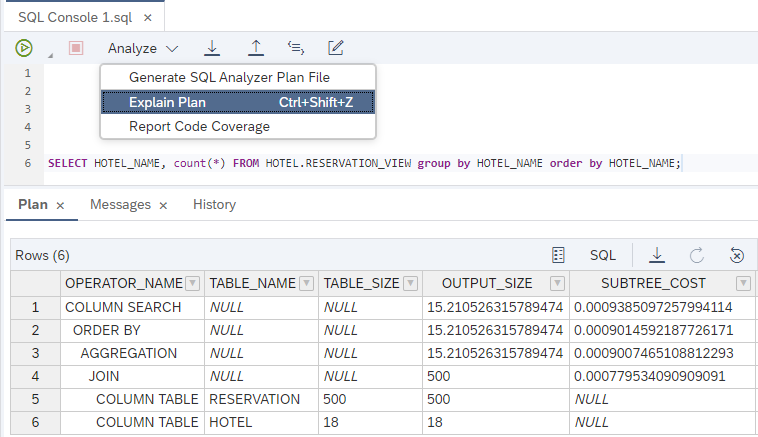 SQL Console 1.sql ×
Analyze
1
Generate SQL Analyzer Plan File
2
Explain Plan Ctrl+Shift+Z
3
Report Code Coverage
4
5
6 SELECT HOTEL_NAME, count(*) FROM HOTEL.RESERVATION_VIEW group by HOTEL_NAME order by HOTEL_NAME;
Plan × Messages × History
Rows (6) SQL
OPERATOR_NAME TABLE_NAME TABLE_SIZE OUTPUT_SIZE SUBTREE_COST
1 COLUMN SEARCH NULL NULL 15.210526315789474 0.0009385097257994114
2 ORDER BY NULL NULL 15.210526315789474 0.0009014592187726171
3 AGGREGATION NULL NULL 15.210526315789474 0.0009007465108812293
4 JOIN NULL NULL 500 0.000779534090909091
5 COLUMN TABLE RESERVATION 500 500 NULL
6 COLUMN TABLE HOTEL 18 18 NULL